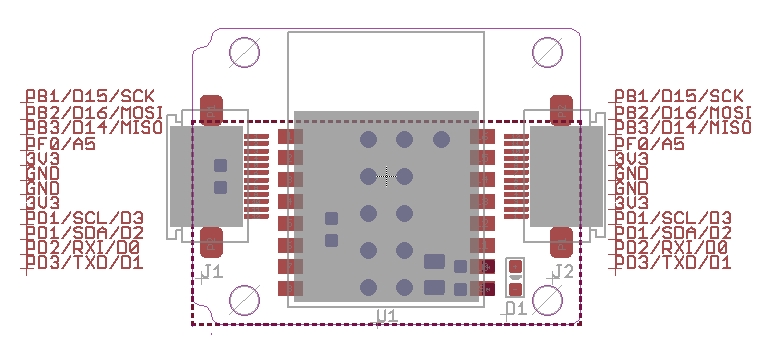 PB1/D15/SCK
PB2/D16/MOSI
PB3/D14/MISO
PF0/A5
3V3
GND
GND
3V3
PD1/SCL/D3
PD1/SDA/D2
PD2/RXI/D0
PD3/TXD/D1
J1
U1
PB1/D15/SCK
PB2/D16/MOSI
PB3/D14/MISO
PF0/A5
3V3
GND
GND
3V3
PD1/SCL/D3
PD1/SDA/D2
PD2/RXI/D0
PD3/TXD/D1
J2
D1